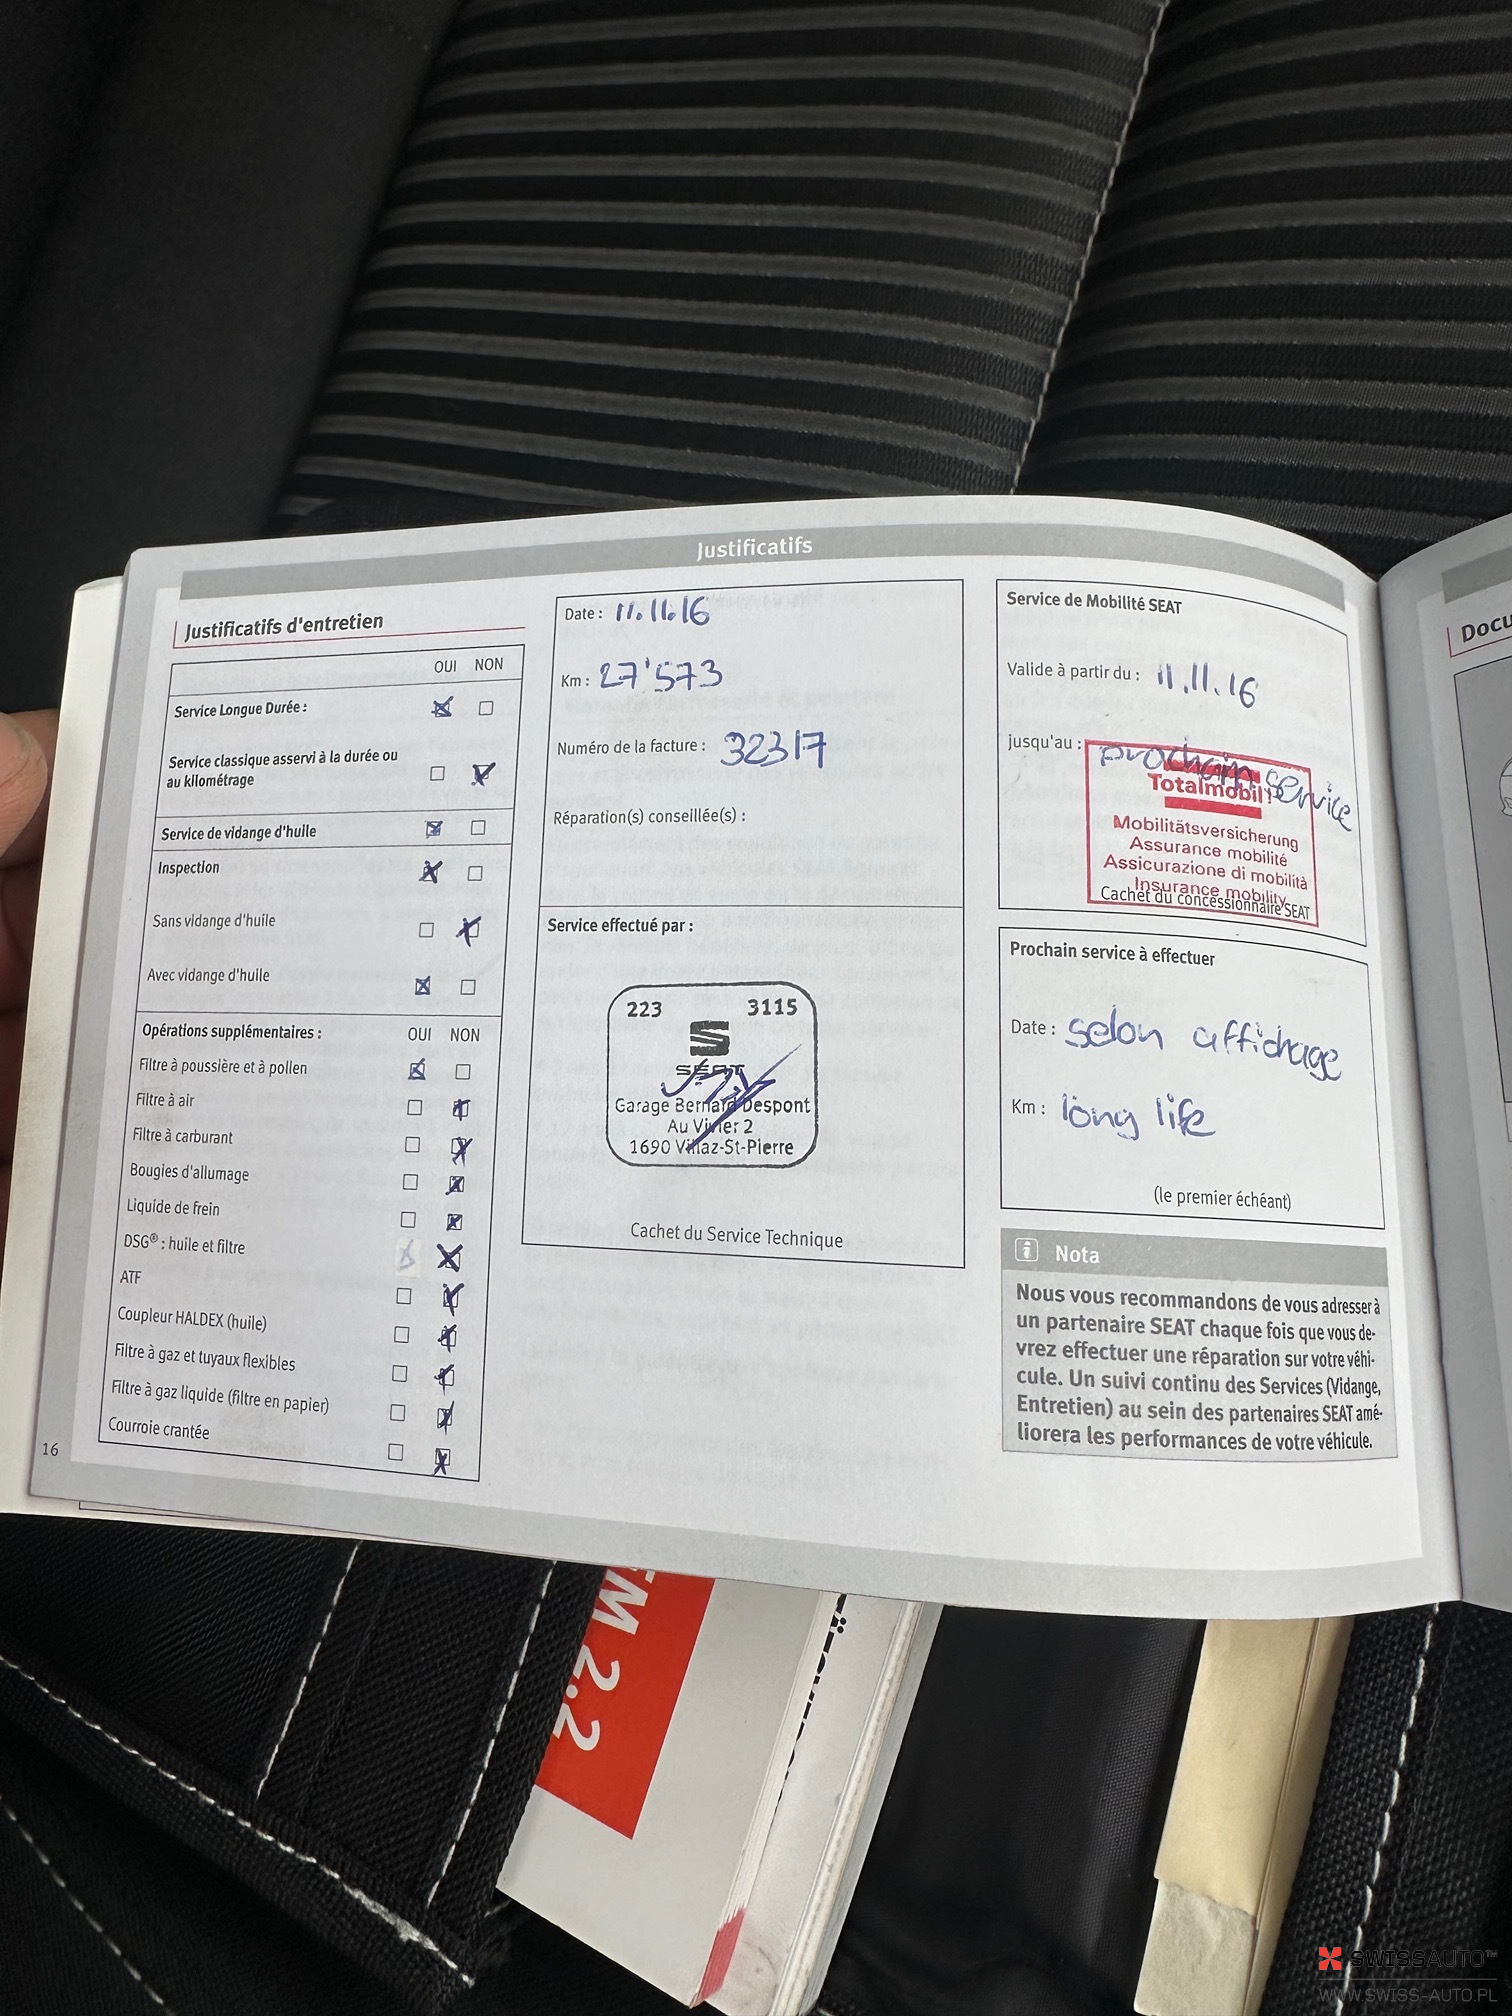 Justificatifs
Justificatifs d'entretien
OUI NON
Service Longue Durée :
Service classique asservi à la durée ou
au kilométrage
Service de vidange d'huile
Inspection
Sans vidange d'huile
Avec vidange d'huile
Opérations supplémentaires : OUI NON
Filtre à poussière et à pollen
Filtre à air
Filtre à carburant
Bougies d'allumage
Liquide de frein
DSG® : huile et filtre
ATF
Coupleur HALDEX (huile)
Filtre à gaz et tuyaux flexibles
Filtre à gaz liquide (filtre en papier)
Courroie crantée
16
Date : 11.11.16
Km : 27'573
Numéro de la facture : 32317
Réparation(s) conseillée(s) :
Service effectué par :
223 3115
SEAT
Garage Bernard Despont
Au Vivier 2
1690 Villaz-St-Pierre
Cachet du Service Technique
Service de Mobilité SEAT
Valide à partir du : 11.11.16
jusqu'au : prochain service
Totalmobil!
Mobilitätsversicherung
Assurance mobilité
Assicurazione di mobilità
Insurance mobility
Cachet du concessionnaire SEAT
Prochain service à effectuer
Date : selon affichage
Km : long life
(le premier échéant)
i Nota
Nous vous recommandons de vous adresser à
un partenaire SEAT chaque fois que vous de-
vrez effectuer une réparation sur votre véhi-
cule. Un suivi continu des Services (Vidange,
Entretien) au sein des partenaires SEAT amé-
liorera les performances de votre véhicule.
Docu
2.2
SWISSAUTO™
WWW.SWISS-AUTO.PL